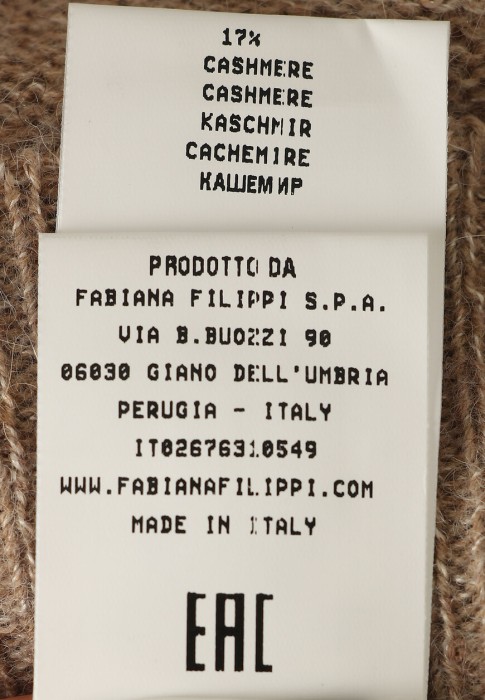 17%
CASHMERE
CASHMERE
KASCHMIR
CACHEMIRE
КАШЕМИР
PRODOTTO DA
FABIANA FILIPPI S.P.A.
VIA B.BUOZZI 90
06030 GIANO DELL'UMBRIA
PERUGIA - ITALY
IT02676310549
WWW.FABIANAFILIPPI.COM
MADE IN ITALY
EAC